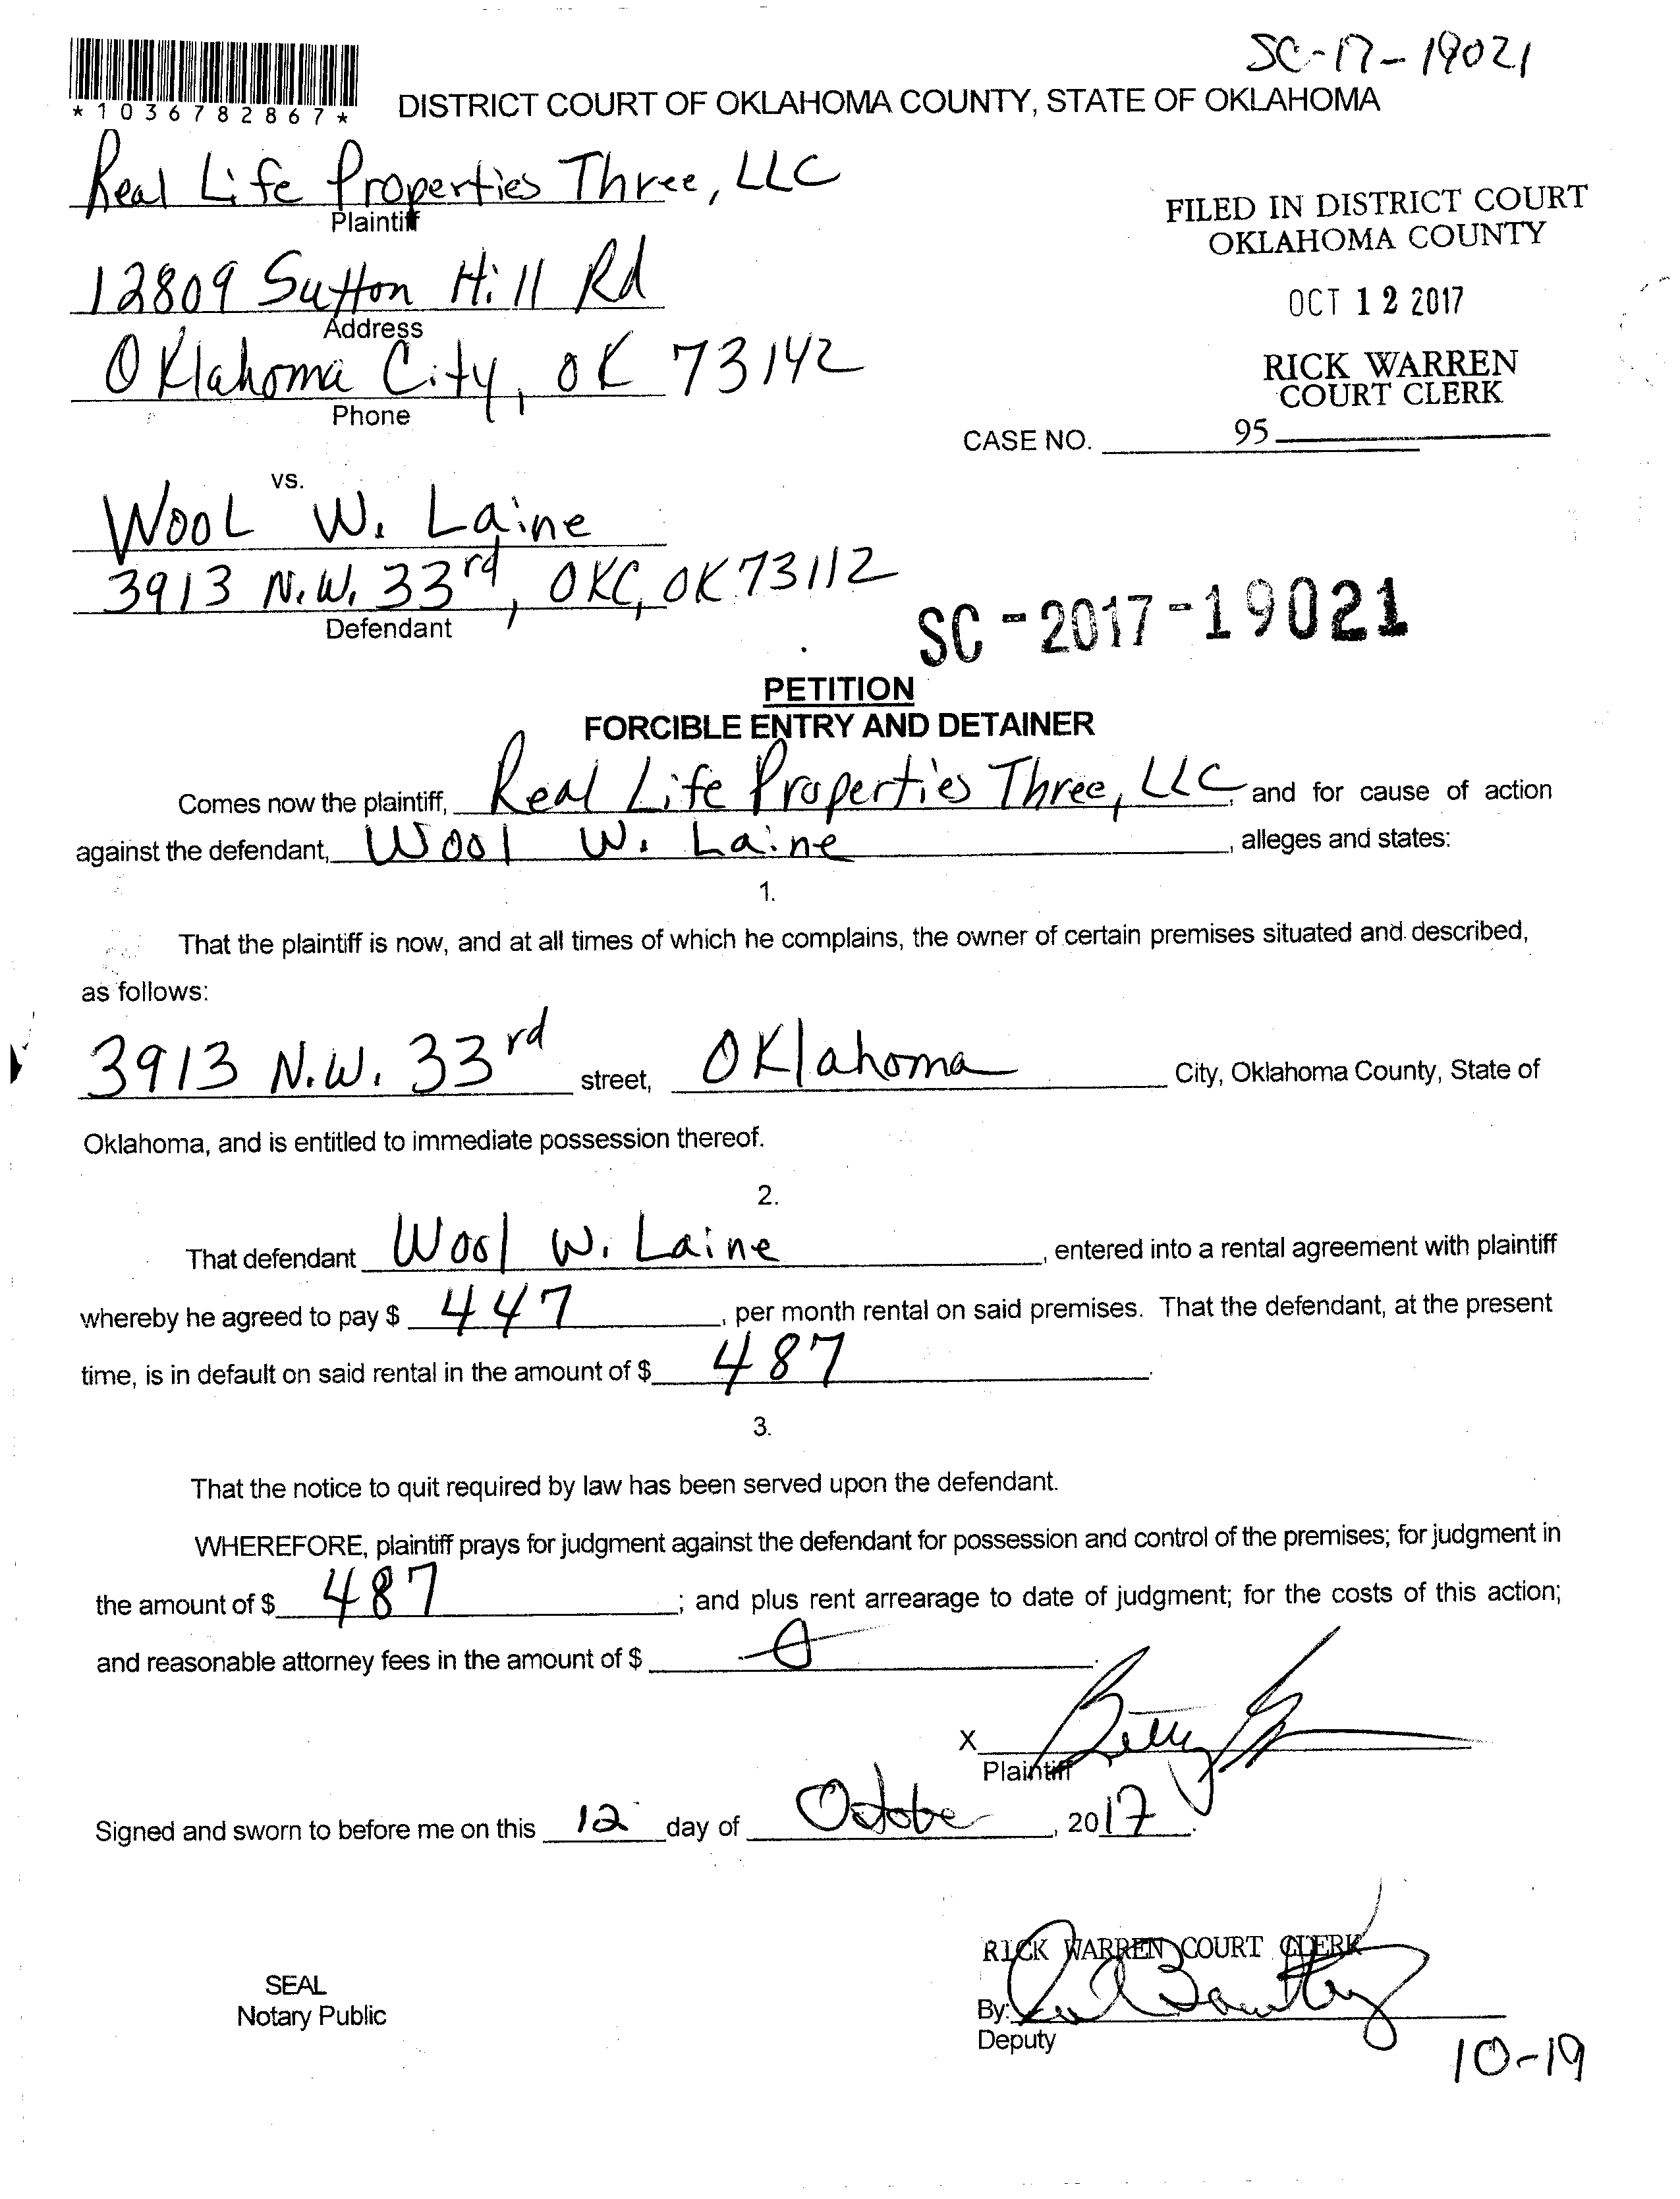 SC-17-19021
*1036782867*
DISTRICT COURT OF OKLAHOMA COUNTY, STATE OF OKLAHOMA
Real Life Properties Three, LLC
Plaintiff
FILED IN DISTRICT COURT
OKLAHOMA COUNTY
12809 Sutton Hill Rd
Address
OCT 12 2017
Oklahoma City, OK 73142
Phone
RICK WARREN
COURT CLERK
CASE NO. 95
vs.
Wool W. Laine
3913 N.W. 33rd, OKC, OK 73112
Defendant
SC-2017-19021
PETITION
FORCIBLE ENTRY AND DETAINER
Comes now the plaintiff, Real Life Properties Three, LLC, and for cause of action
against the defendant, Wool W. Laine, alleges and states:
1.
That the plaintiff is now, and at all times of which he complains, the owner of certain premises situated and described,
as follows:
3913 N.W. 33rd street, Oklahoma City, Oklahoma County, State of
Oklahoma, and is entitled to immediate possession thereof.
2.
That defendant Wool W. Laine, entered into a rental agreement with plaintiff
whereby he agreed to pay $ 447, per month rental on said premises. That the defendant, at the present
time, is in default on said rental in the amount of $ 487.
3.
That the notice to quit required by law has been served upon the defendant.
WHEREFORE, plaintiff prays for judgment against the defendant for possession and control of the premises; for judgment in
the amount of $ 487; and plus rent arrearage to date of judgment; for the costs of this action;
and reasonable attorney fees in the amount of $ 0.
X Betty
Plaintiff
Signed and sworn to before me on this 12 day of October, 2017.
RICK WARREN COURT CLERK
SEAL
Notary Public
By:
Deputy
10-19